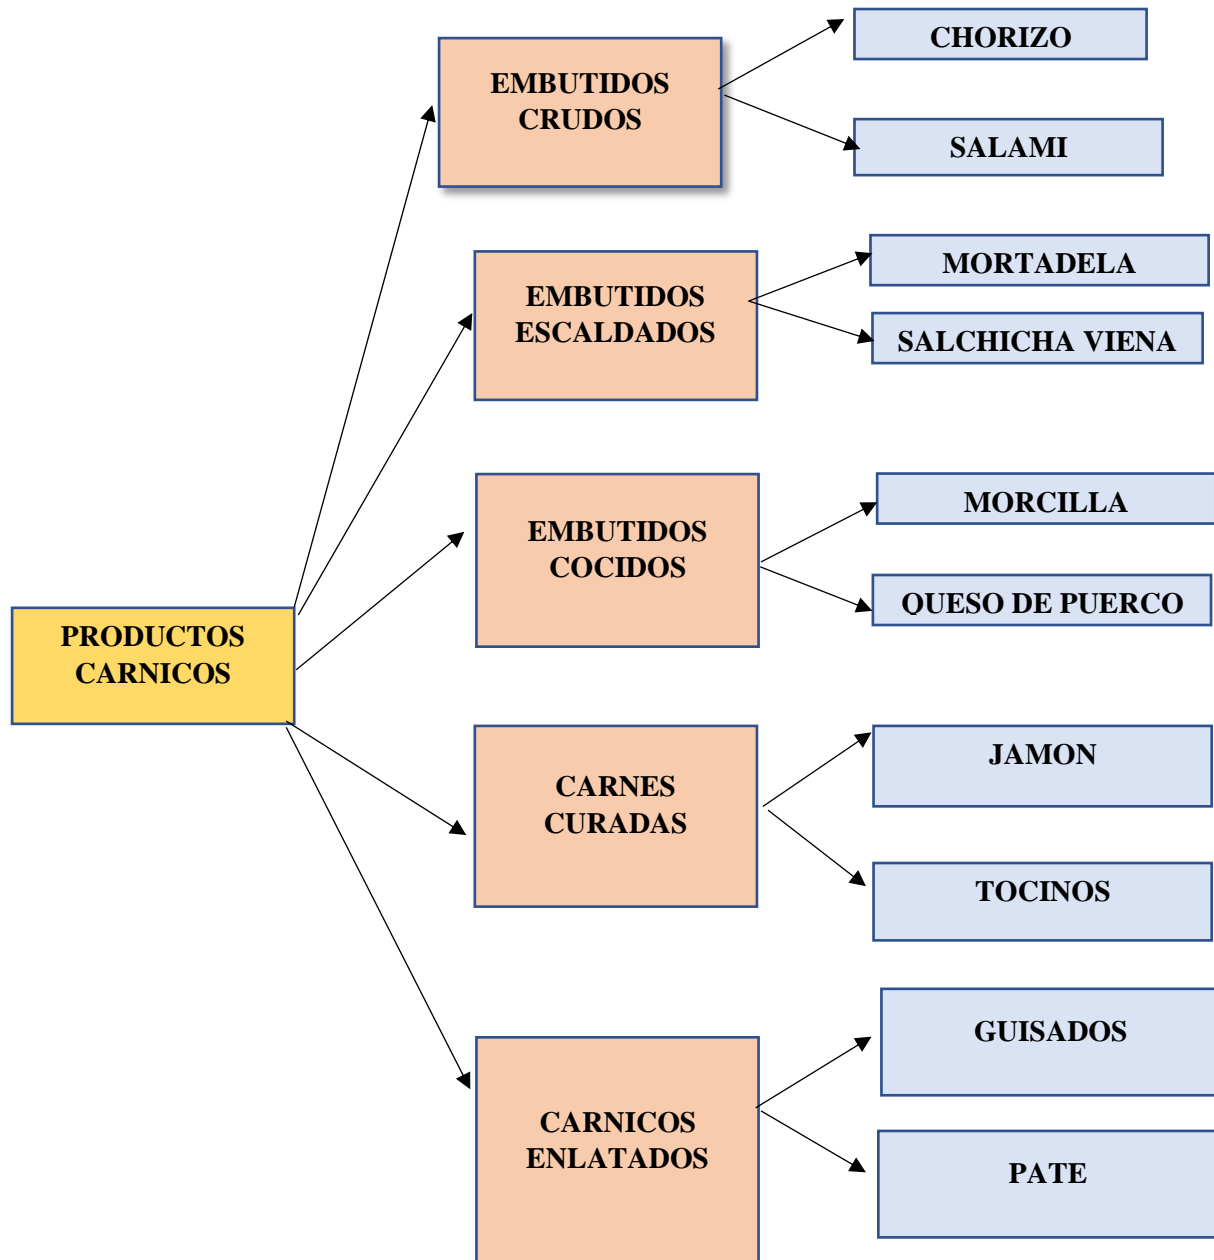 PRODUCTOS
CARNICOS
EMBUTIDOS
CRUDOS
CHORIZO
SALAMI
EMBUTIDOS
ESCALDADOS
MORTADELA
SALCHICHA VIENA
EMBUTIDOS
COCIDOS
MORCILLA
QUESO DE PUERCO
CARNES
CURADAS
JAMON
TOCINOS
CARNICOS
ENLATADOS
GUISADOS
PATE